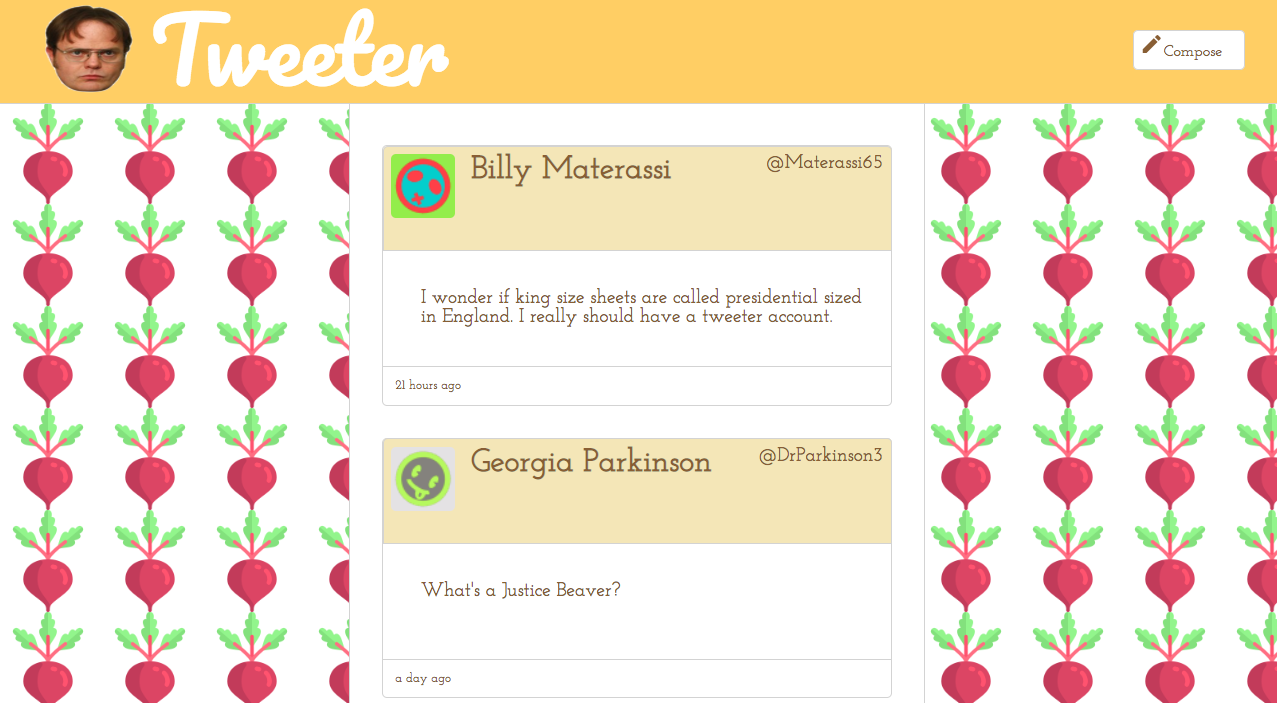 Tweeter
Compose
Billy Materassi
@Materassi65
I wonder if king size sheets are called presidential sized
in England. I really should have a tweeter account.
21 hours ago
Georgia Parkinson
@DrParkinson3
What's a Justice Beaver?
a day ago